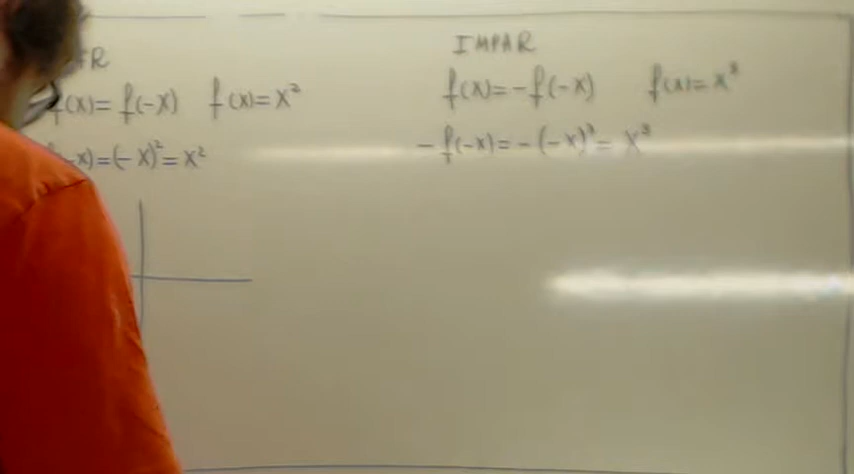 IMPAR
f(x) = f(-x) f(x) = x²
f(x) = -f(-x) f(x) = x³
-x) = (-x)² = x²
-f(-x) = -(-x)³ = x³